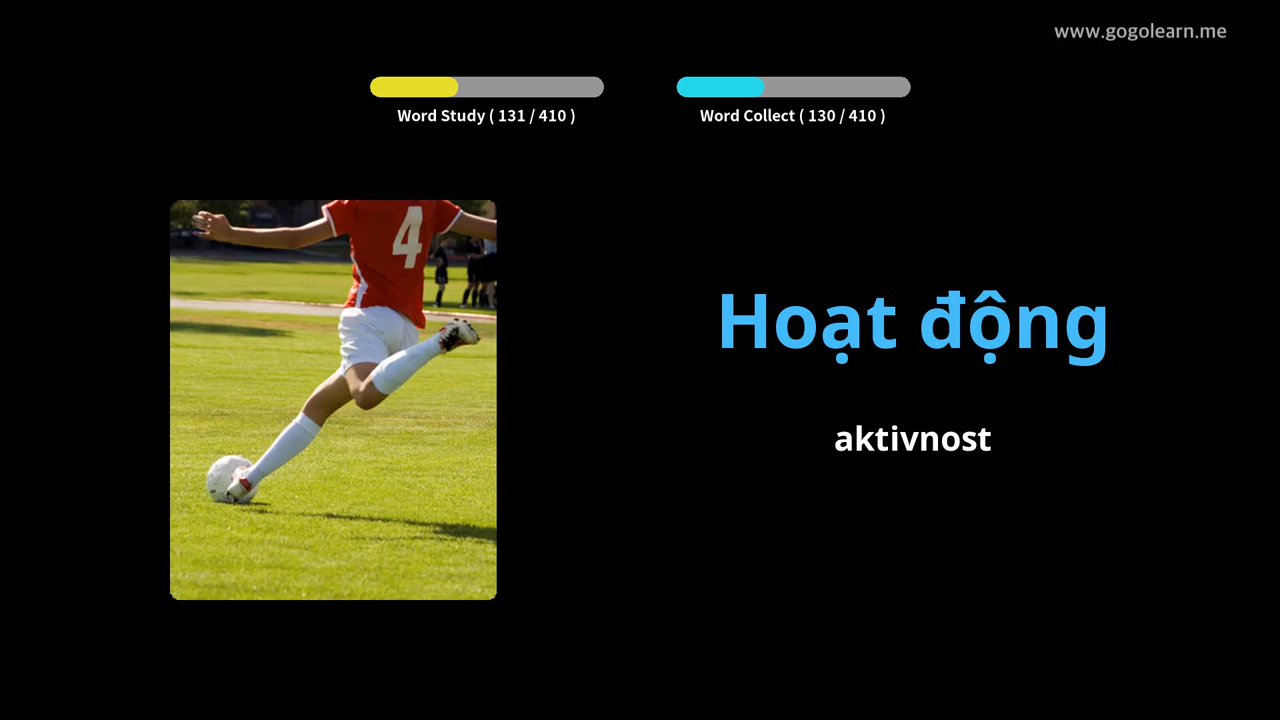 www.gogolearn.me
Word Study ( 131 / 410 )
Word Collect ( 130 / 410 )
4
Hoạt động
aktivnost